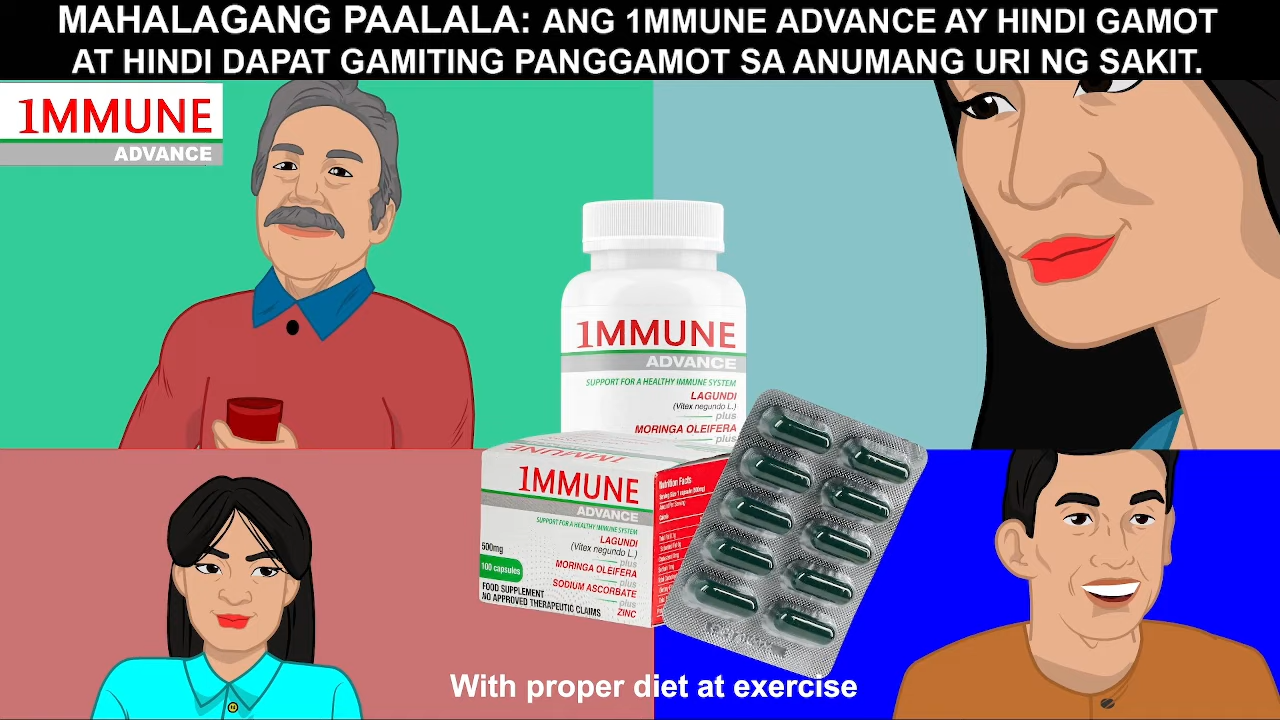 MAHALAGANG PAALALA: ANG 1MMUNE ADVANCE AY HINDI GAMOT
AT HINDI DAPAT GAMITING PANGGAMOT SA ANUMANG URI NG SAKIT.
1MMUNE
ADVANCE
1MMUNE
ADVANCE
SUPPORT FOR A HEALTHY IMMUNE SYSTEM
LAGUNDI
(Vitex negundo L.)
plus
MORINGA OLEIFERA
plus
1MMUNE
1MMUNE
ADVANCE
SUPPORT FOR A HEALTHY IMMUNE SYSTEM
LAGUNDI
(Vitex negundo L.)
plus
MORINGA OLEIFERA
plus
SODIUM ASCORBATE
plus
ZINC
500mg
100 capsules
FOOD SUPPLEMENT
NO APPROVED THERAPEUTIC CLAIMS
Nutrition Facts
With proper diet at exercise